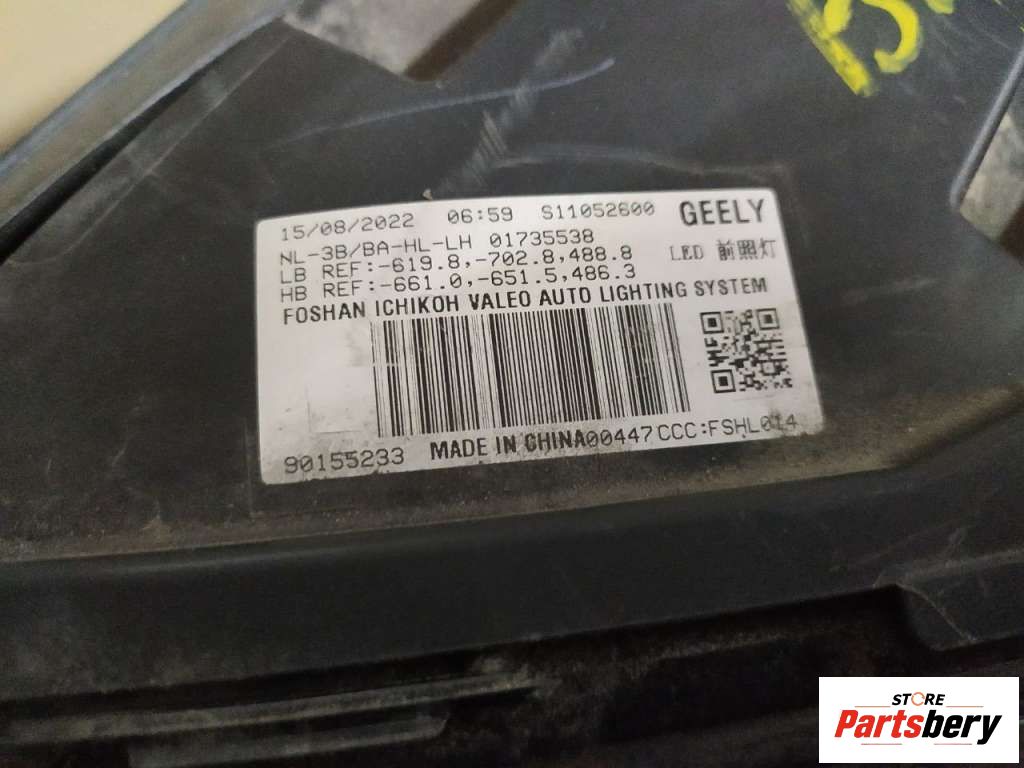 15/08/2022 06:59 S11052600 GEELY
NL-3B/BA-HL-LH 01735538 LED 前照灯
LB REF:-619.8,-702.8,488.8
HB REF:-661.0,-651.5,486.3
FOSHAN ICHIKOH VALEO AUTO LIGHTING SYSTEM
90155233 MADE IN CHINA 00447 CCC:FSHL014
STORE
Partsbery